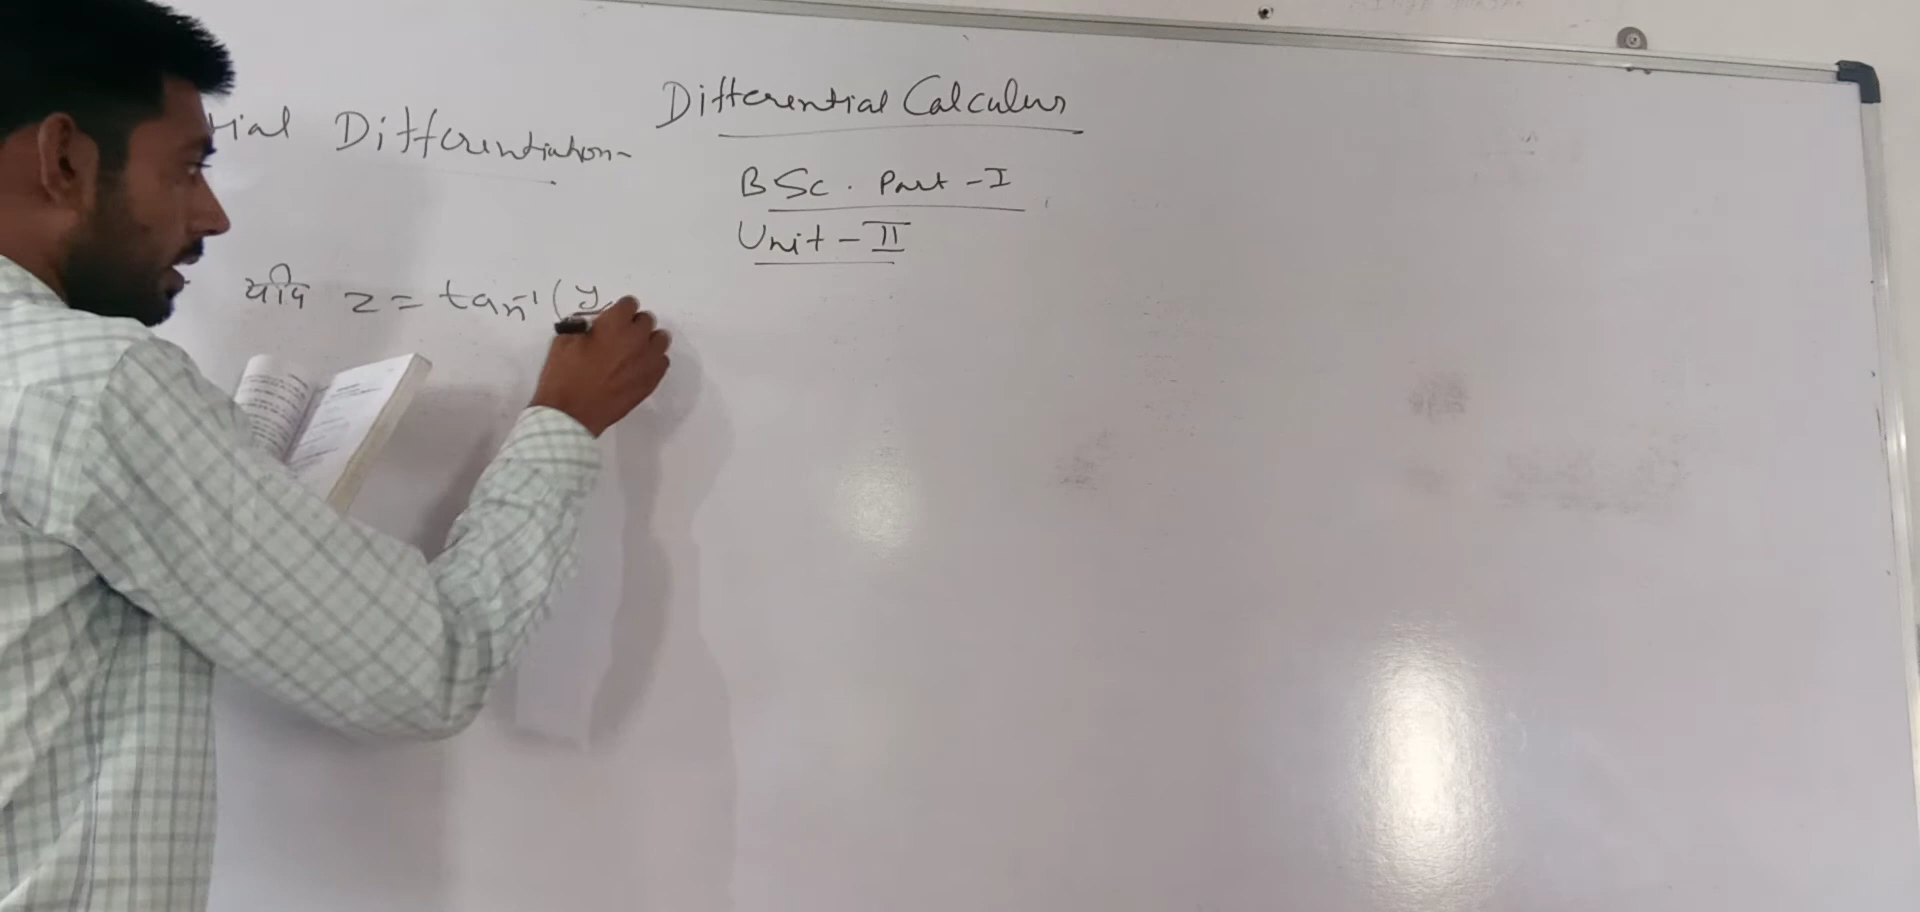 Differential Calculus
tial Differentiation-
BSc. Part-I
Unit-II
यदि z = tan⁻¹(y